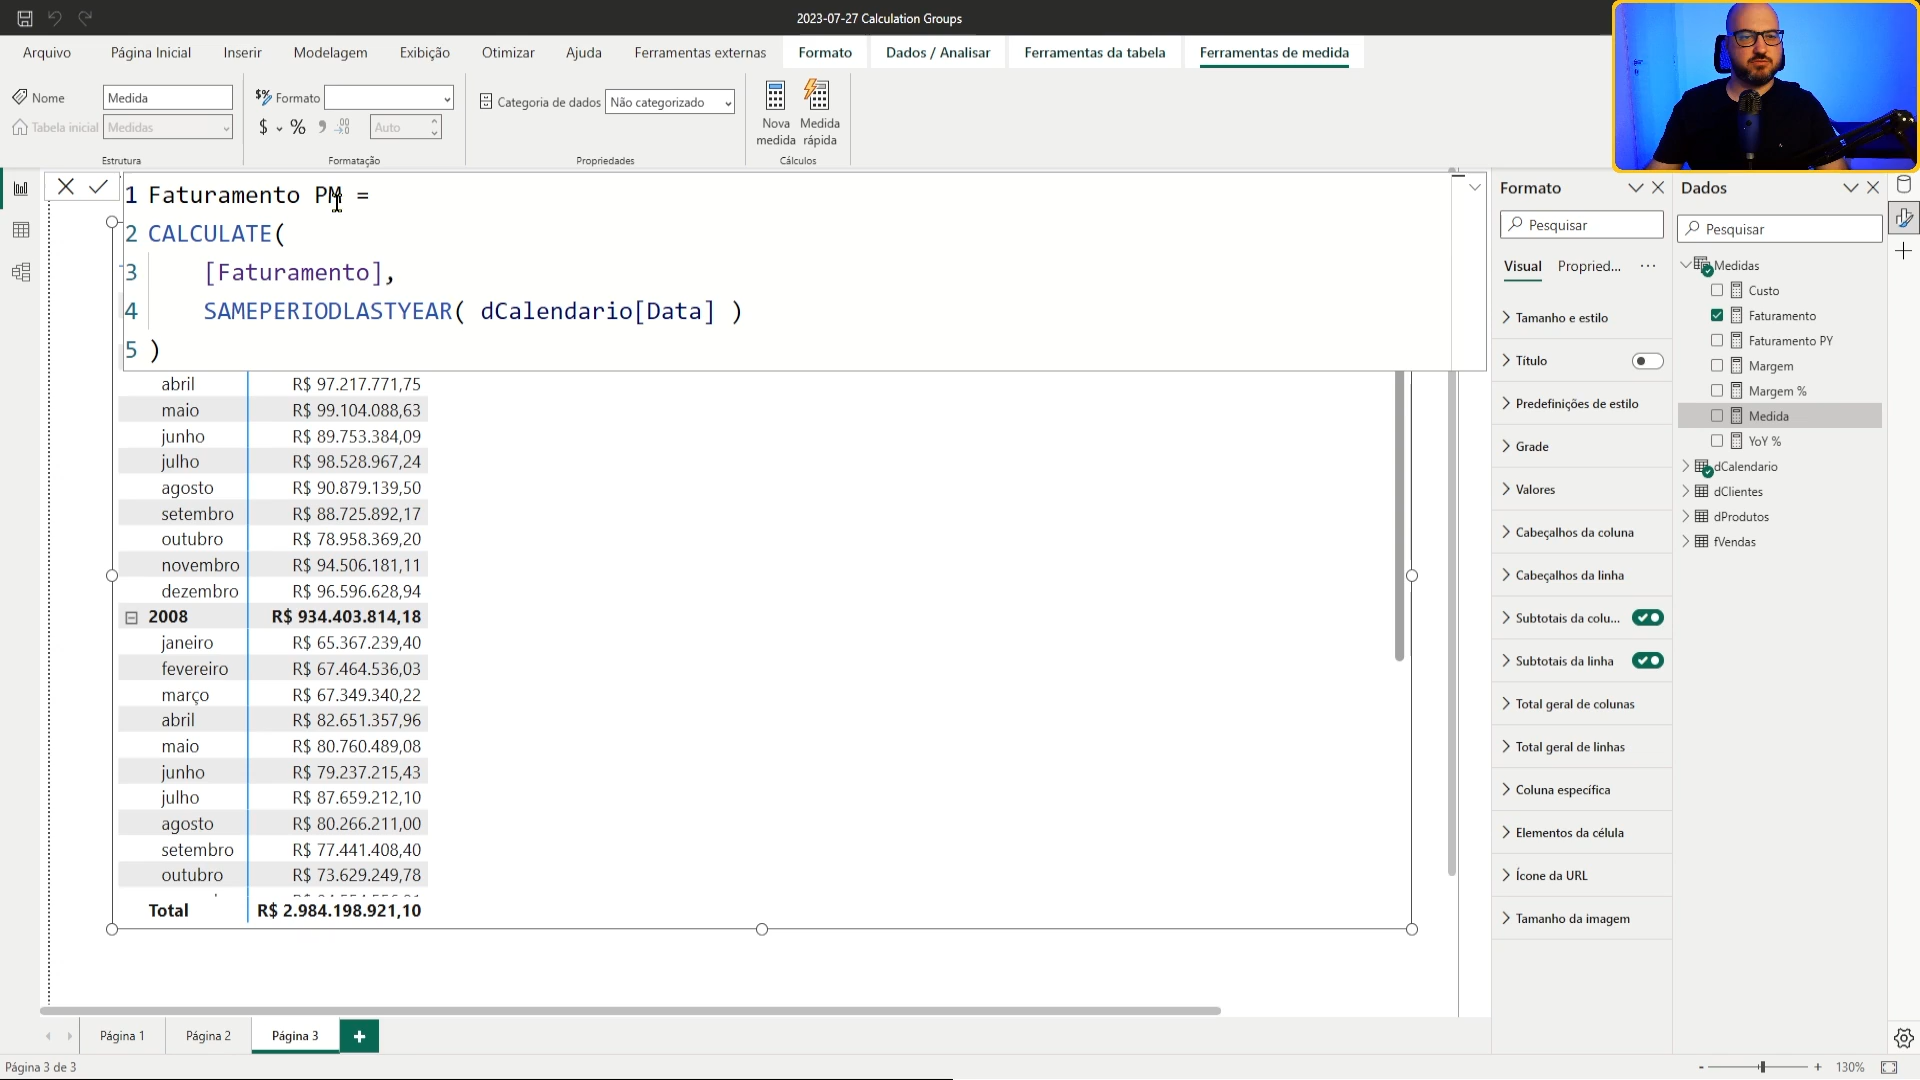 2023-07-27 Calculation Groups
Arquivo
Página Inicial
Inserir
Modelagem
Exibição
Otimizar
Ajuda
Ferramentas externas
Formato
Dados / Analisar
Ferramentas da tabela
Ferramentas de medida
Nome
Medida
Tabela inicial
Medidas
Estrutura
Formato
$ %
Auto
Formatação
Categoria de dados
Não categorizado
Propriedades
Nova medida
Medida rápida
Cálculos
1 Faturamento PM =
2 CALCULATE(
3 [Faturamento],
4 SAMEPERIODLASTYEAR( dCalendario[Data] )
5 )
abril R$ 97.217.771,75
maio R$ 99.104.088,63
junho R$ 89.753.384,09
julho R$ 98.528.967,24
agosto R$ 90.879.139,50
setembro R$ 88.725.892,17
outubro R$ 78.958.369,20
novembro R$ 94.506.181,11
dezembro R$ 96.596.628,94
2008 R$ 934.403.814,18
janeiro R$ 65.367.239,40
fevereiro R$ 67.464.536,03
março R$ 67.349.340,22
abril R$ 82.651.357,96
maio R$ 80.760.489,08
junho R$ 79.237.215,43
julho R$ 87.659.212,10
agosto R$ 80.266.211,00
setembro R$ 77.441.408,40
outubro R$ 73.629.249,78
Total R$ 2.984.198.921,10
Formato
Pesquisar
Visual
Propried...
Tamanho e estilo
Título
Predefinições de estilo
Grade
Valores
Cabeçalhos da coluna
Cabeçalhos da linha
Subtotais da colu...
Subtotais da linha
Total geral de colunas
Total geral de linhas
Coluna específica
Elementos da célula
Ícone da URL
Tamanho da imagem
Dados
Pesquisar
Medidas
Custo
Faturamento
Faturamento PY
Margem
Margem %
Medida
YoY %
dCalendario
dClientes
dProdutos
fVendas
Página 1
Página 2
Página 3
Página 3 de 3
130%